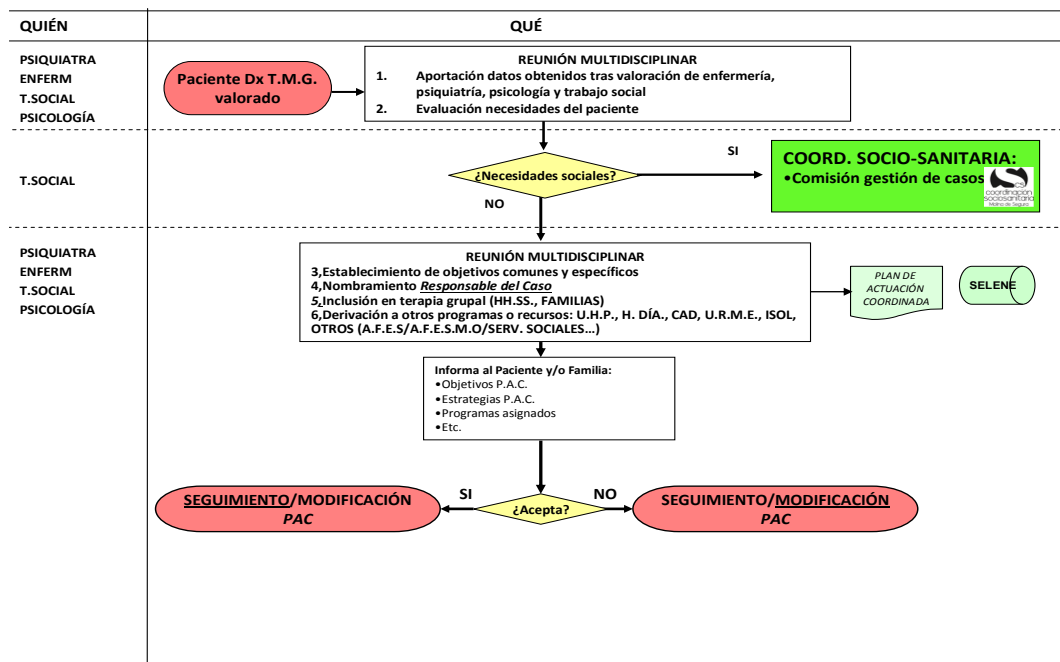 QUIÉN
QUÉ
PSIQUIATRA
ENFERM
T.SOCIAL
PSICOLOGÍA
Paciente Dx T.M.G.
valorado
REUNIÓN MULTIDISCIPLINAR
1. Aportación datos obtenidos tras valoración de enfermería,
psiquiatría, psicología y trabajo social
2. Evaluación necesidades del paciente
T.SOCIAL
¿Necesidades sociales?
SI
COORD. SOCIO-SANITARIA:
•Comisión gestión de casos
CS
coordinación
sociosanitaria
Molina de Segura
NO
PSIQUIATRA
ENFERM
T.SOCIAL
PSICOLOGÍA
REUNIÓN MULTIDISCIPLINAR
3,Establecimiento de objetivos comunes y específicos
4,Nombramiento Responsable del Caso
5,Inclusión en terapia grupal (HH.SS., FAMILIAS)
6,Derivación a otros programas o recursos: U.H.P., H. DÍA., CAD, U.R.M.E., ISOL,
OTROS (A.F.E.S/A.F.E.S.M.O/SERV. SOCIALES...)
PLAN DE
ACTUACIÓN
COORDINADA
SELENE
Informa al Paciente y/o Familia:
•Objetivos P.A.C.
•Estrategias P.A.C.
•Programas asignados
•Etc.
SEGUIMIENTO/MODIFICACIÓN
PAC
SI
¿Acepta?
NO
SEGUIMIENTO/MODIFICACIÓN
PAC